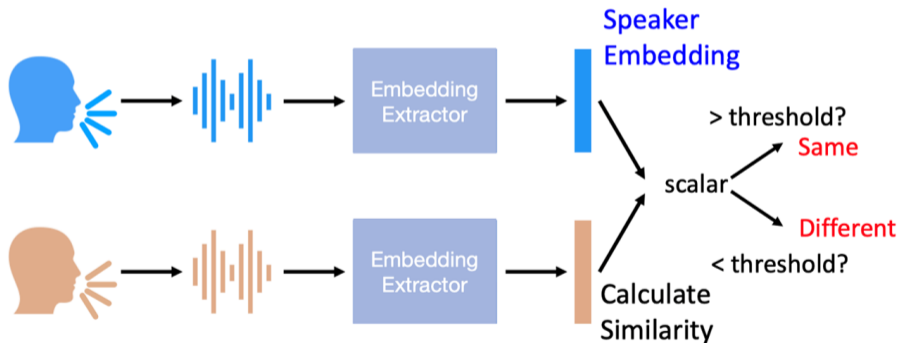 Speaker
Embedding
Embedding
Extractor
> threshold?
Same
scalar
Different
< threshold?
Embedding
Extractor
Calculate
Similarity